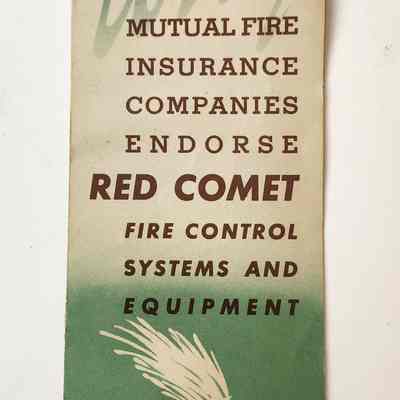 MUTUAL FIRE
INSURANCE
COMPANIES
ENDORSE
RED COMET
FIRE CONTROL
SYSTEMS AND
EQUIPMENT